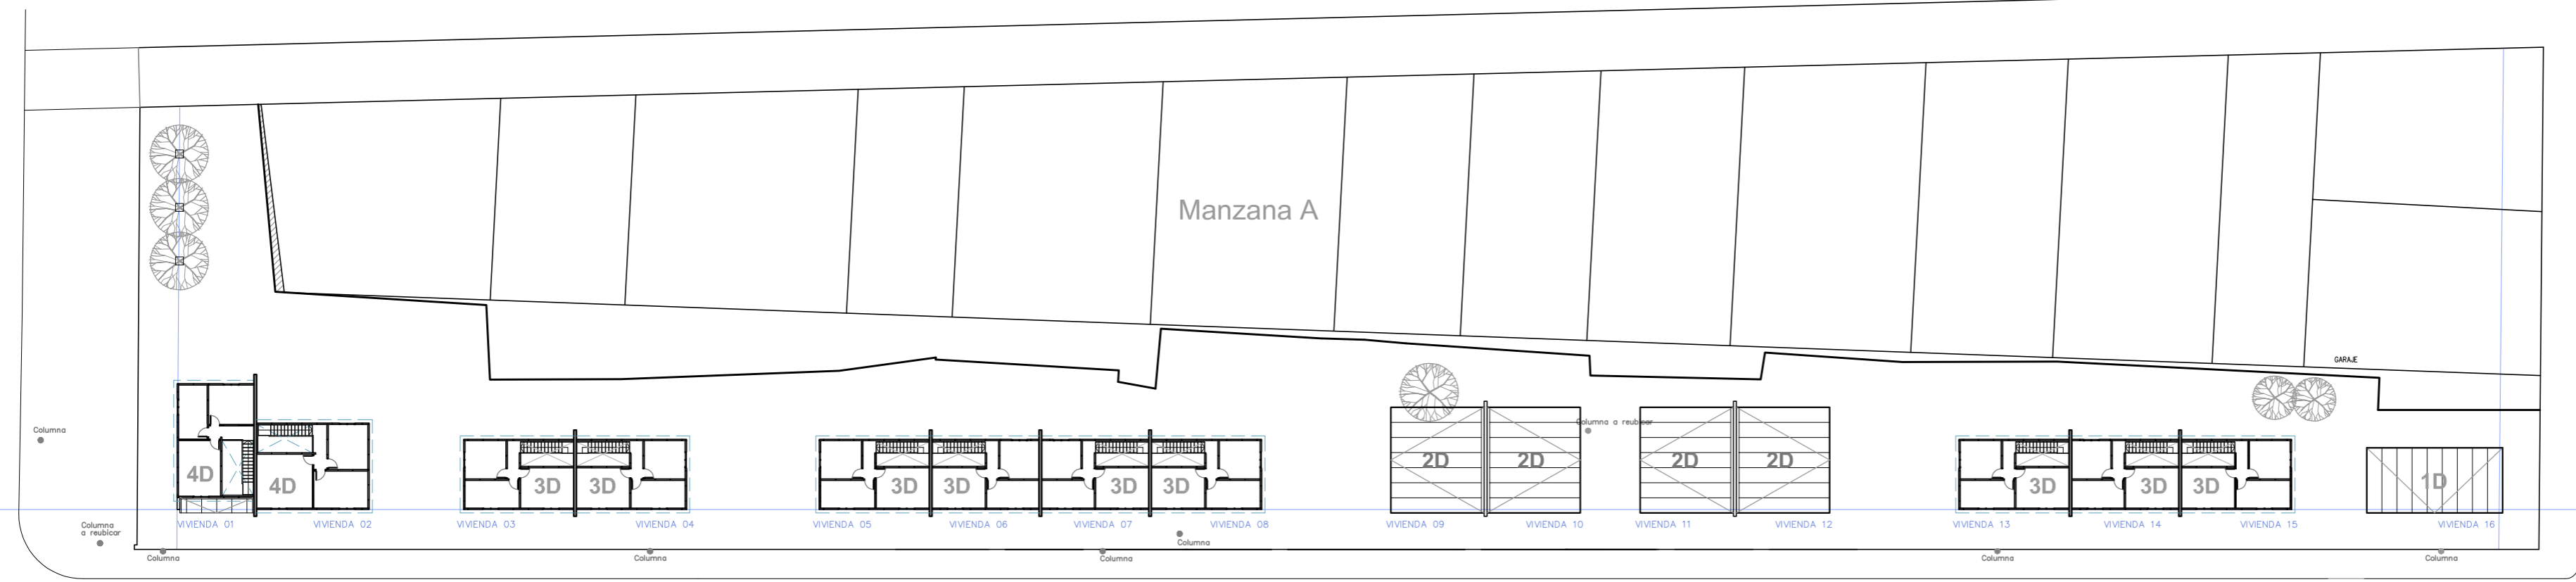 Manzana A
GARAJE
Columna
Columna a reubicar
4D
4D
3D
3D
3D
3D
3D
3D
2D
2D
2D
2D
3D
3D
3D
1D
VIVIENDA 01
VIVIENDA 02
VIVIENDA 03
VIVIENDA 04
VIVIENDA 05
VIVIENDA 06
VIVIENDA 07
VIVIENDA 08
VIVIENDA 09
VIVIENDA 10
VIVIENDA 11
VIVIENDA 12
VIVIENDA 13
VIVIENDA 14
VIVIENDA 15
VIVIENDA 16
Columna
a reubicar
Columna
Columna
Columna
Columna
Columna
Columna